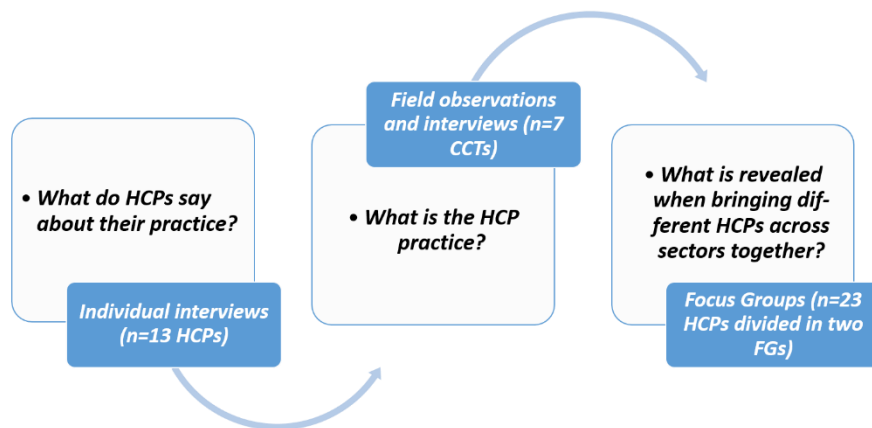 • What do HCPs say
about their practice?
Individual interviews
(n=13 HCPs)
Field observations
and interviews (n=7
CCTs)
• What is the HCP
practice?
• What is revealed
when bringing dif-
ferent HCPs across
sectors together?
Focus Groups (n=23
HCPs divided in two
FGs)